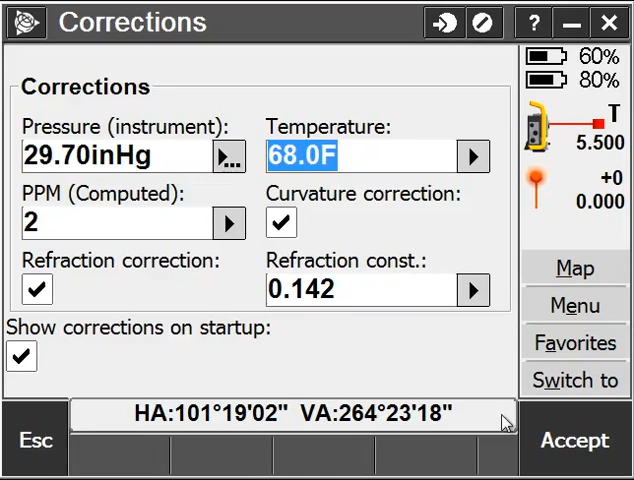 Corrections
?
60%
80%
Corrections
Pressure (instrument):
Temperature:
29.70inHg
...
68.0F
T
5.500
PPM (Computed):
Curvature correction:
2
+0
0.000
Refraction correction:
Refraction const.:
0.142
Map
Menu
Favorites
Switch to
Show corrections on startup:
HA:101°19'02" VA:264°23'18"
Esc
Accept